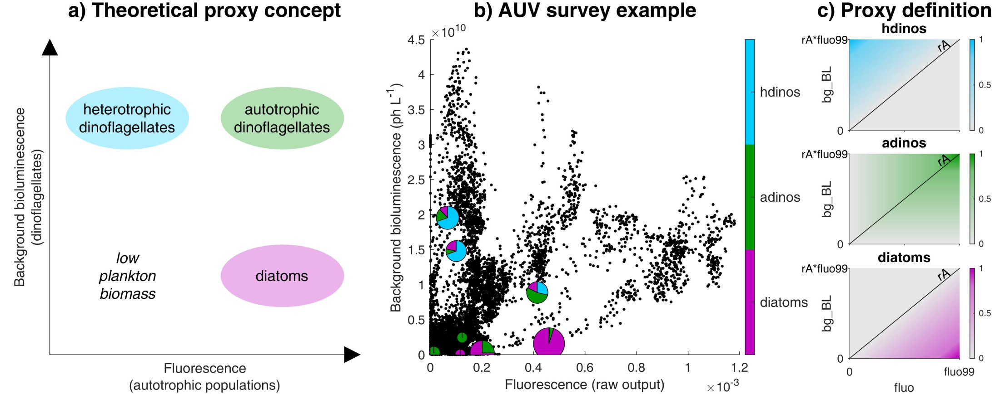 a) Theoretical proxy concept
Background bioluminescence
(dinoflagellates)
heterotrophic
dinoflagellates
autotrophic
dinoflagellates
low
plankton
biomass
diatoms
Fluorescence
(autotrophic populations)
b) AUV survey example
×10^10
4.5
4
3.5
3
2.5
2
1.5
1
0.5
0
Background bioluminescence (ph L^-1)
0 0.2 0.4 0.6 0.8 1 1.2
Fluorescence (raw output)
×10^-3
hdinos
adinos
diatoms
c) Proxy definition
hdinos
rA*fluo99
rA
bg_BL
0
1
0.5
0
adinos
rA*fluo99
rA
bg_BL
0
1
0.5
0
diatoms
rA*fluo99
rA
bg_BL
0
1
0.5
0
0 fluo99
fluo